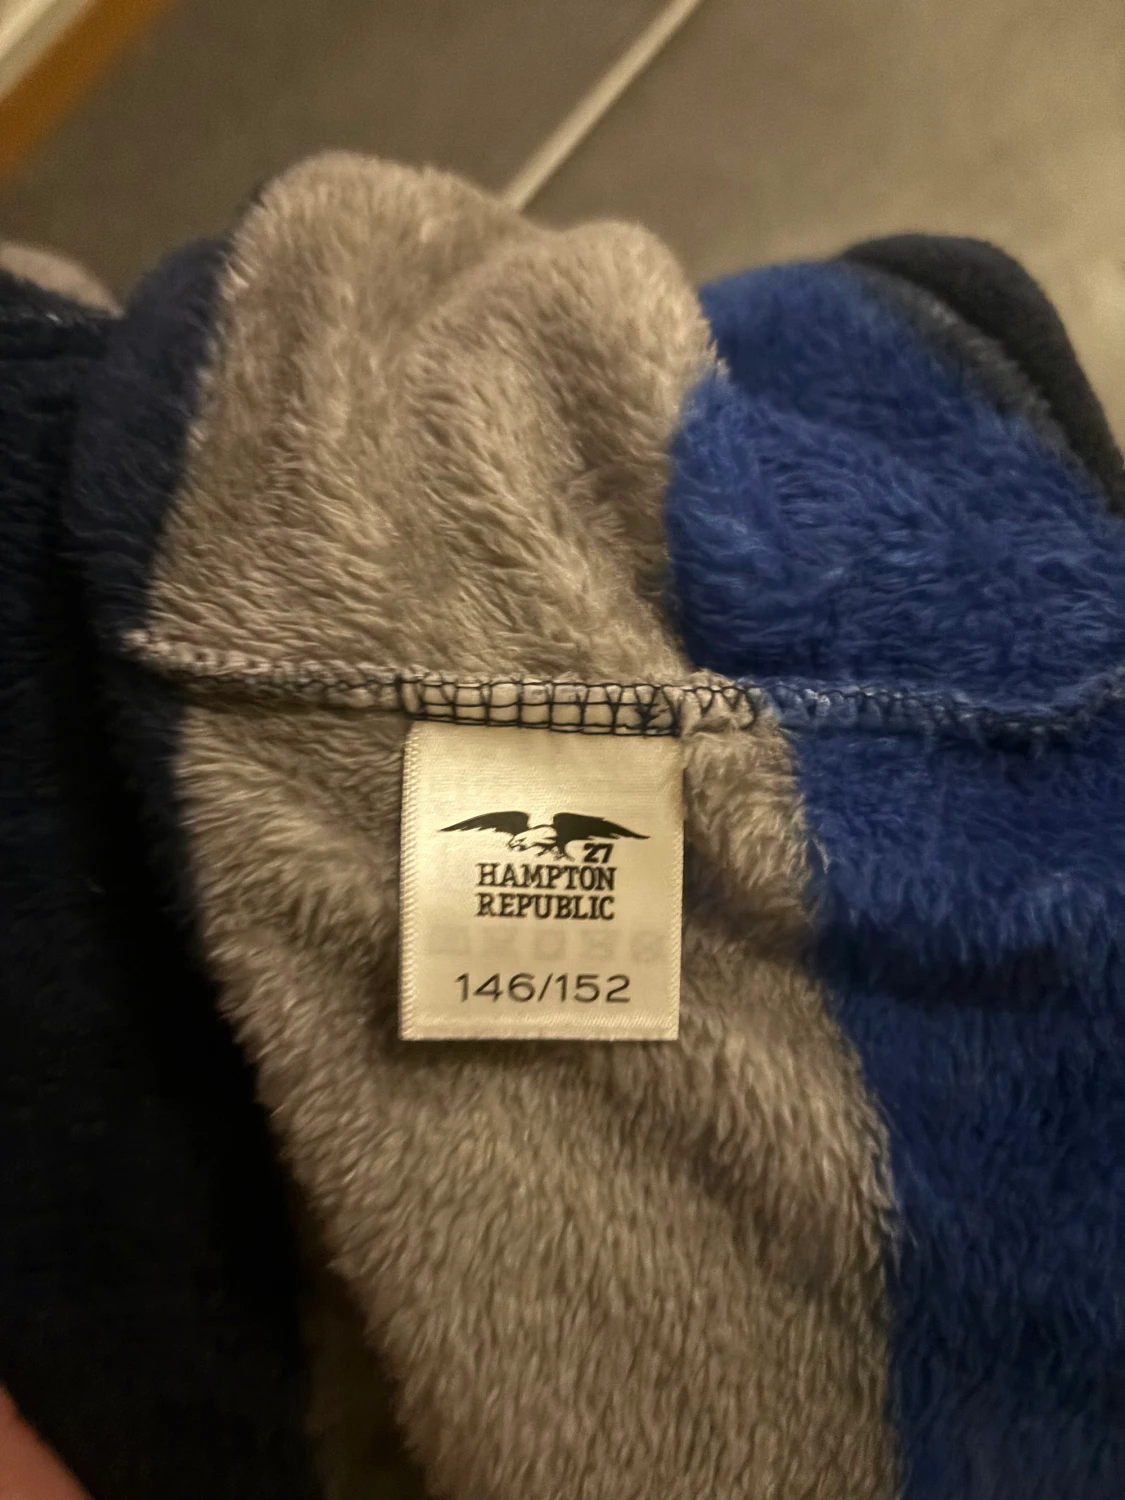 27
HAMPTON
REPUBLIC
146/152